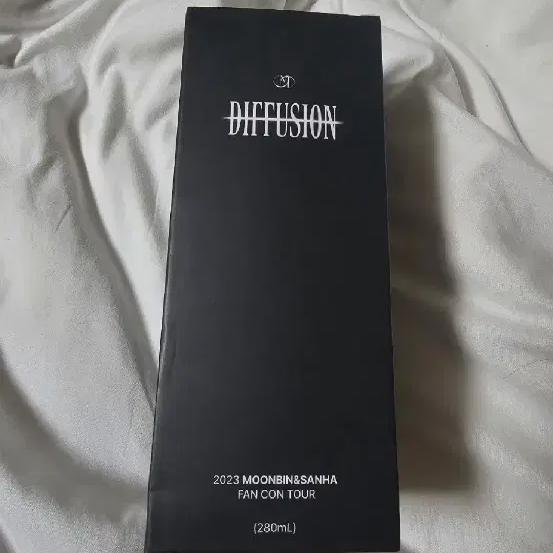 DIFFUSION
2023 MOONBIN&SANHA
FAN CON TOUR
(280mL)